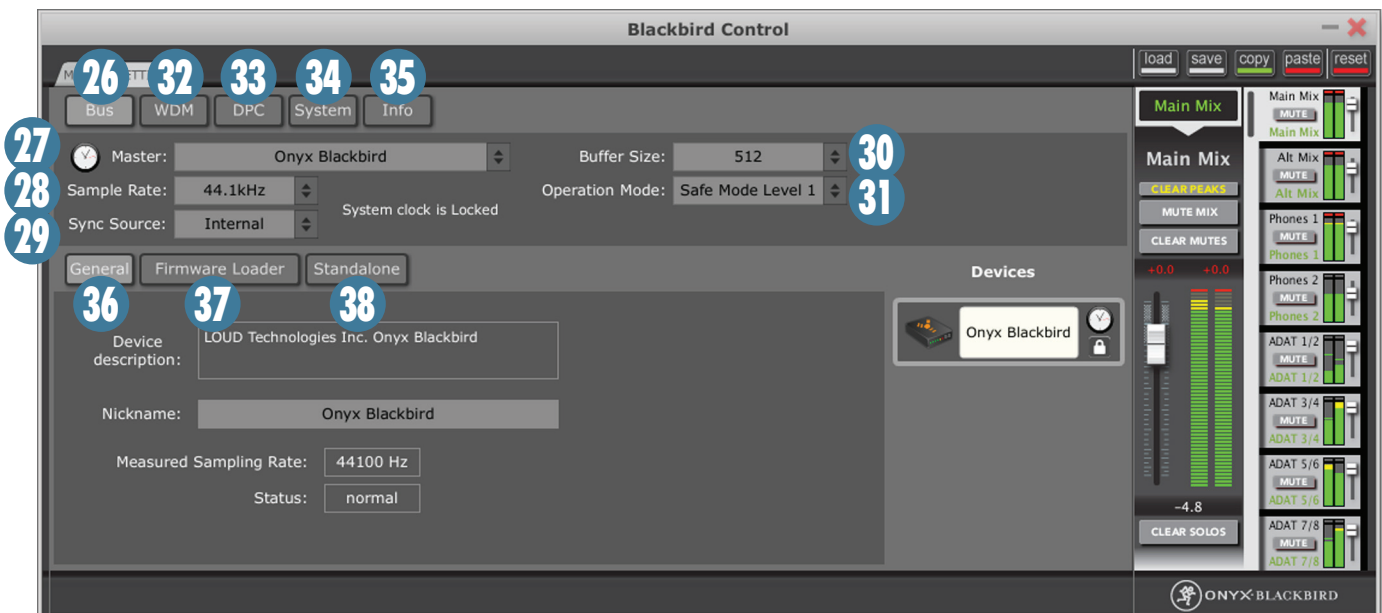 Blackbird Control
load save copy paste reset
26 32 33 34 35
Bus WDM DPC System Info
27 Master: Onyx Blackbird Buffer Size: 512 30
28 Sample Rate: 44.1kHz Operation Mode: Safe Mode Level 1 31
System clock is Locked
29 Sync Source: Internal
General Firmware Loader Standalone
36 37 38
Device
description:
LOUD Technologies Inc. Onyx Blackbird
Nickname: Onyx Blackbird
Measured Sampling Rate: 44100 Hz
Status: normal
Devices
Onyx Blackbird
Main Mix
Main Mix
CLEAR PEAKS
MUTE MIX
CLEAR MUTES
+0.0 +0.0
-4.8
CLEAR SOLOS
Main Mix
MUTE
Main Mix
Alt Mix
MUTE
Alt Mix
Phones 1
MUTE
Phones 1
Phones 2
MUTE
Phones 2
ADAT 1/2
MUTE
ADAT 1/2
ADAT 3/4
MUTE
ADAT 3/4
ADAT 5/6
MUTE
ADAT 5/6
ADAT 7/8
MUTE
ADAT 7/8
ONYX-BLACKBIRD